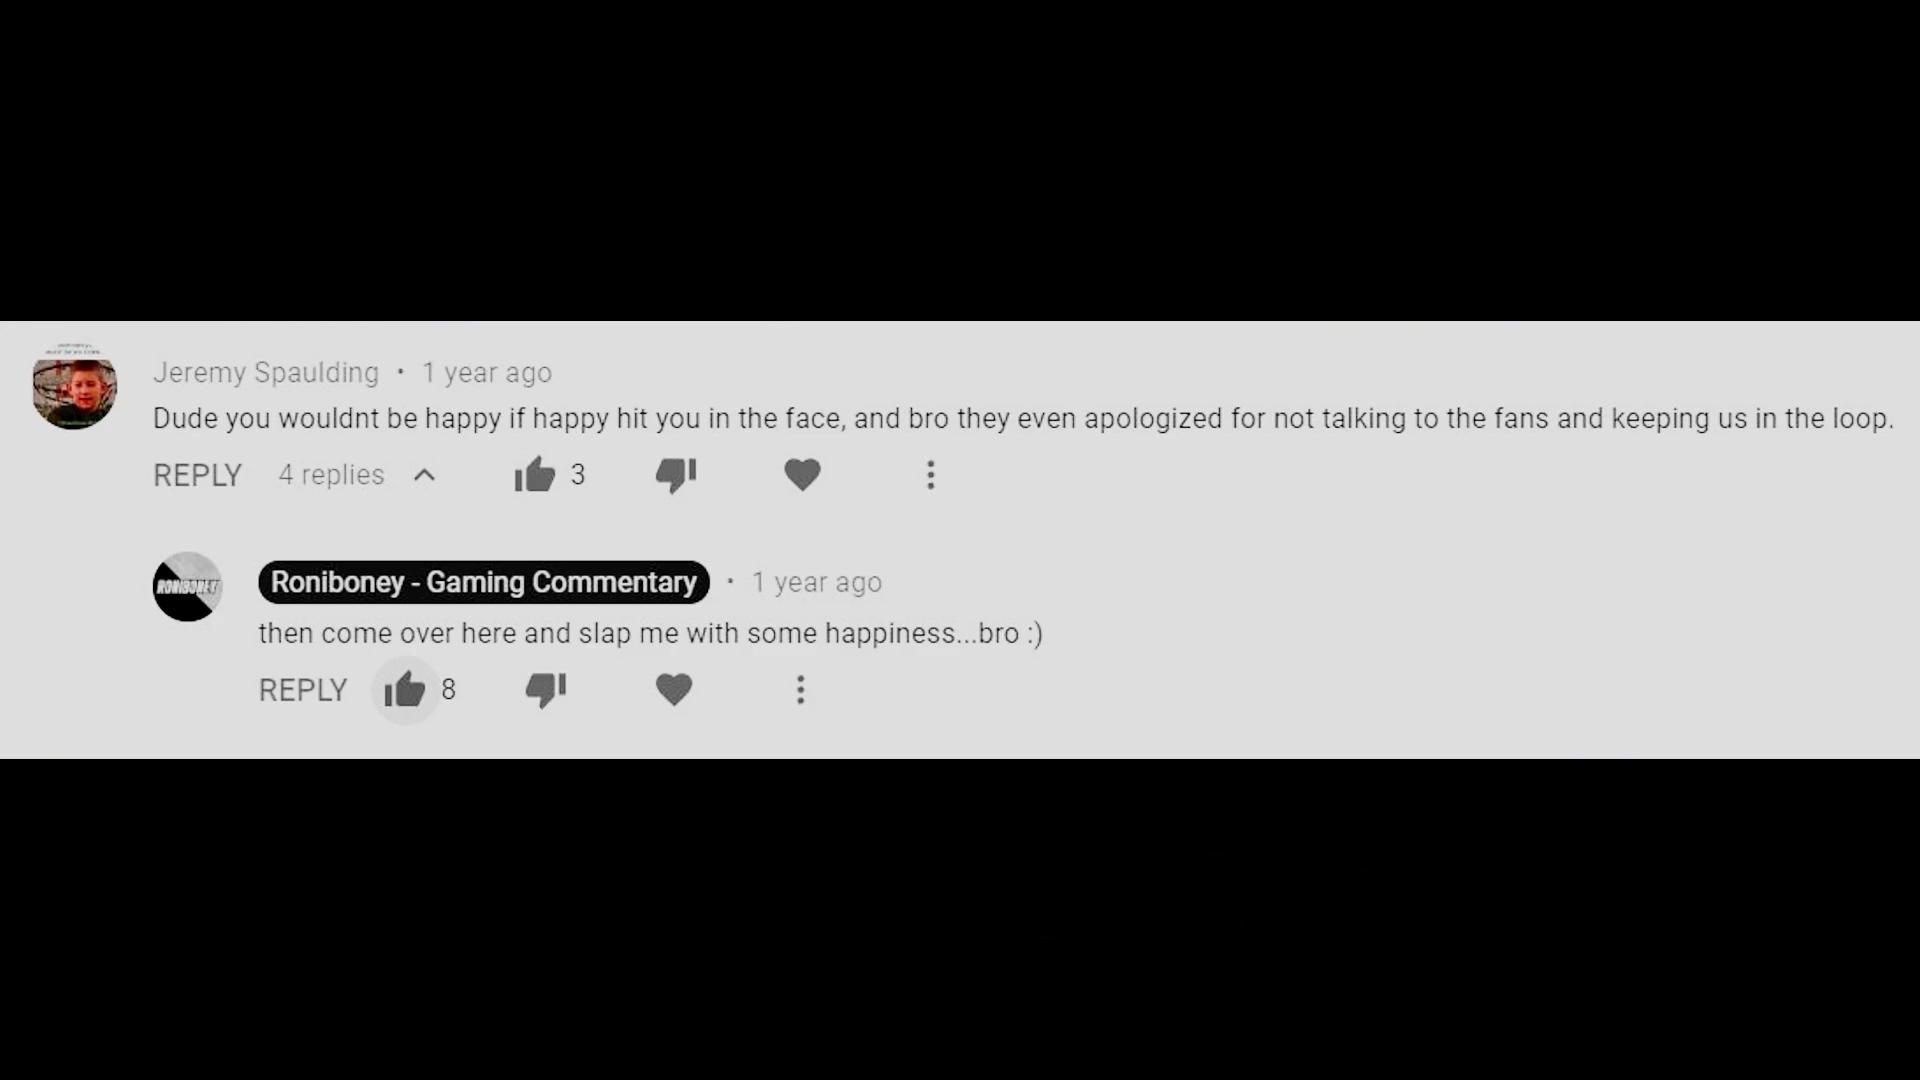 Jeremy Spaulding • 1 year ago
Dude you wouldnt be happy if happy hit you in the face, and bro they even apologized for not talking to the fans and keeping us in the loop.
REPLY 4 replies 3
RONIBONEY
Roniboney - Gaming Commentary • 1 year ago
then come over here and slap me with some happiness...bro :)
REPLY 8